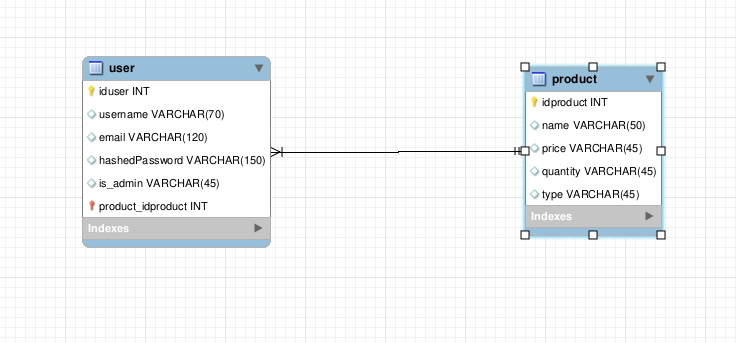 user
iduser INT
username VARCHAR(70)
email VARCHAR(120)
hashedPassword VARCHAR(150)
is_admin VARCHAR(45)
product_idproduct INT
Indexes
product
idproduct INT
name VARCHAR(50)
price VARCHAR(45)
quantity VARCHAR(45)
type VARCHAR(45)
Indexes